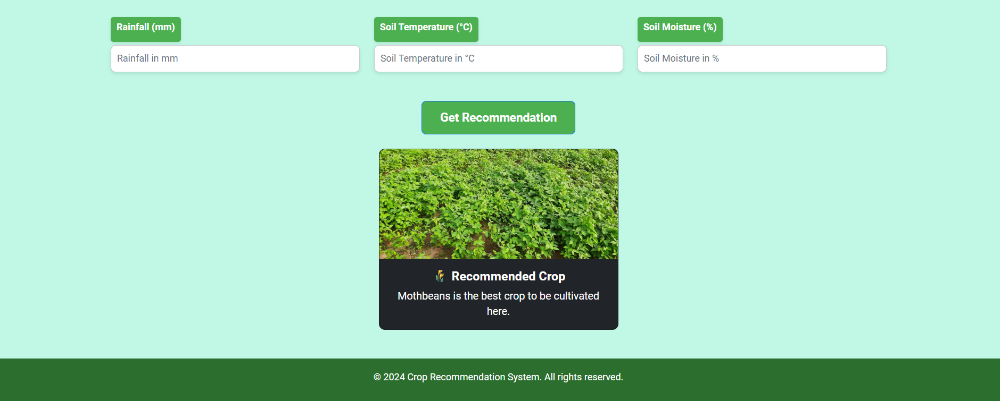 Rainfall (mm)
Soil Temperature (°C)
Soil Moisture (%)
Rainfall in mm
Soil Temperature in °C
Soil Moisture in %
Get Recommendation
Recommended Crop
Mothbeans is the best crop to be cultivated
here.
© 2024 Crop Recommendation System. All rights reserved.